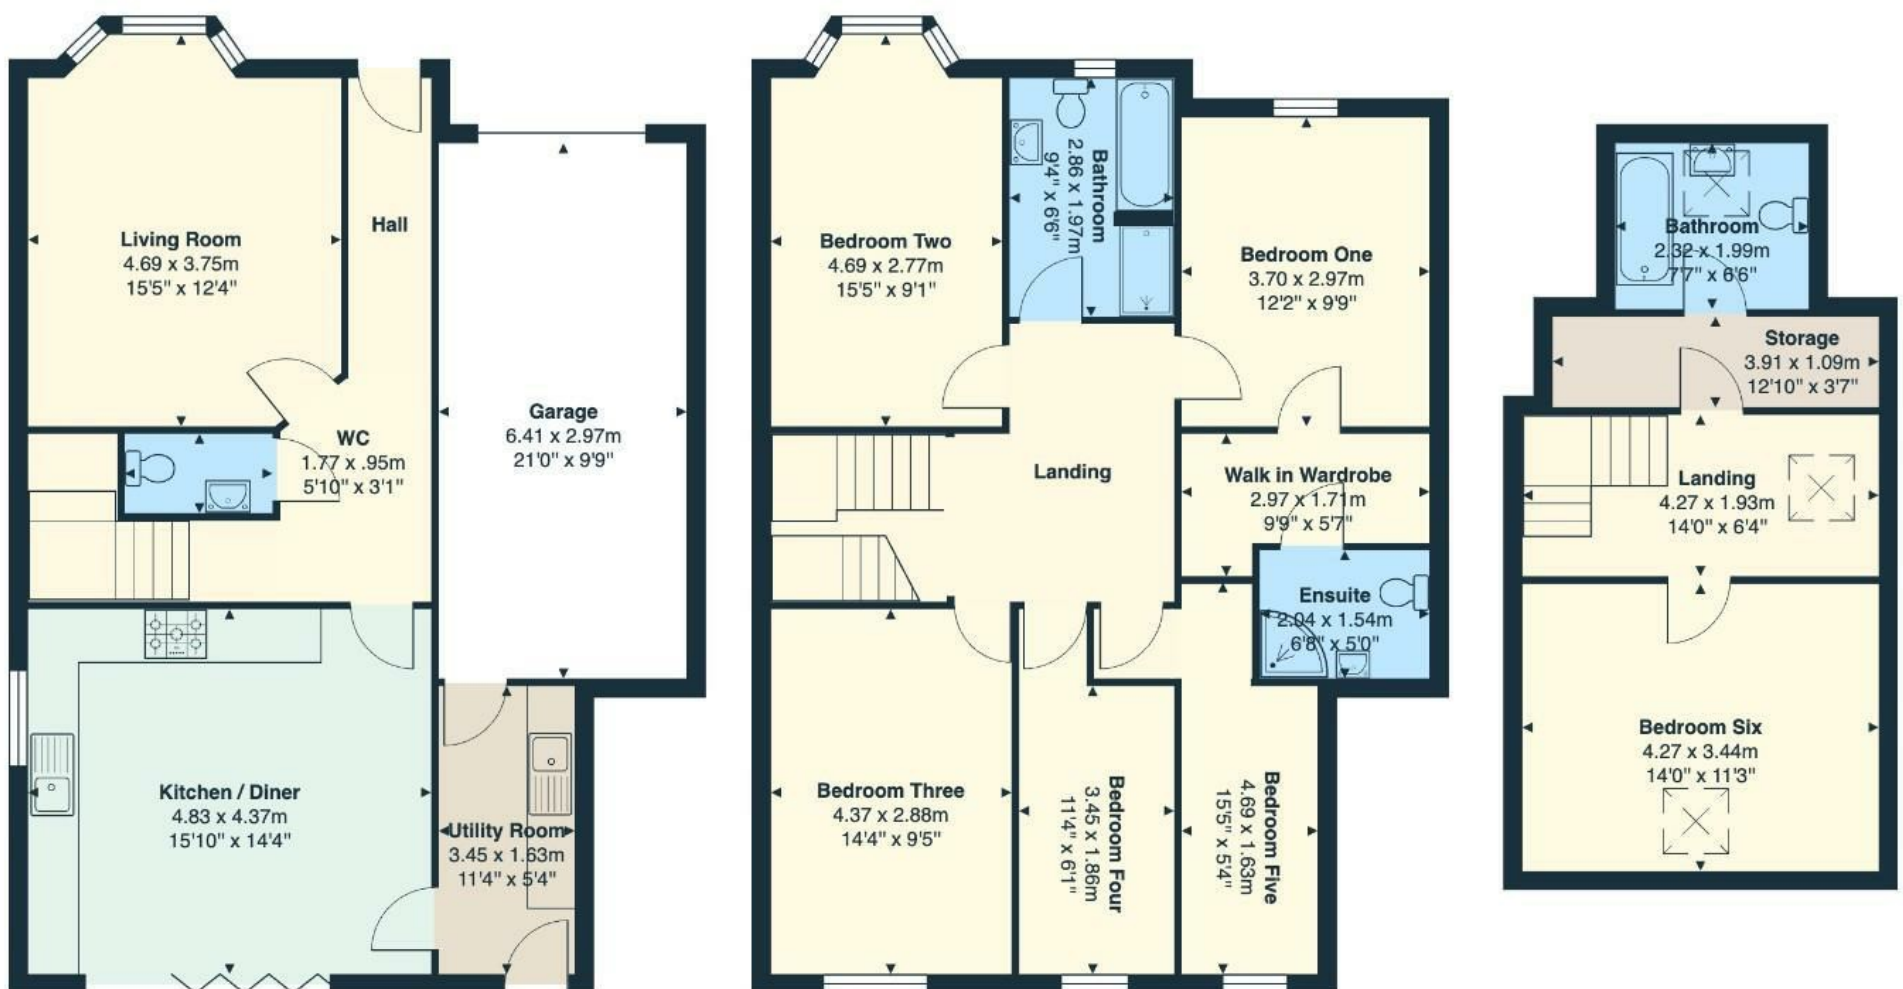 Living Room
4.69 x 3.75m
15'5" x 12'4"
Hall
WC
1.77 x .95m
5'10" x 3'1"
Garage
6.41 x 2.97m
21'0" x 9'9"
Kitchen / Diner
4.83 x 4.37m
15'10" x 14'4"
Utility Room
3.45 x 1.63m
11'4" x 5'4"
Bedroom Two
4.69 x 2.77m
15'5" x 9'1"
Bathroom
2.86 x 1.97m
9'4" x 6'6"
Bedroom One
3.70 x 2.97m
12'2" x 9'9"
Landing
Walk in Wardrobe
2.97 x 1.71m
9'9" x 5'7"
Ensuite
2.04 x 1.54m
6'8" x 5'0"
Bedroom Three
4.37 x 2.88m
14'4" x 9'5"
Bedroom Four
3.45 x 1.86m
11'4" x 6'1"
Bedroom Five
4.69 x 1.63m
15'5" x 5'4"
Bathroom
2.32 x 1.99m
7'7" x 6'6"
Storage
3.91 x 1.09m
12'10" x 3'7"
Landing
4.27 x 1.93m
14'0" x 6'4"
Bedroom Six
4.27 x 3.44m
14'0" x 11'3"